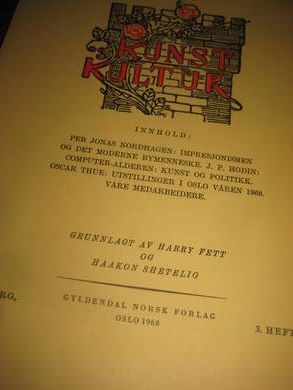 KUNST
KULTUR
INNHOLD:
PER JONAS NORDHAGEN: IMPRESJONISMEN
OG DET MODERNE BYMENNESKE. J. P. HODIN:
COMPUTER-ALDEREN: KUNST OG POLITIKK.
OSCAR THUE: UTSTILLINGER I OSLO VÅREN 1968.
VÅRE MEDARBEIDERE.
GRUNNLAGT AV HARRY FETT
OG
HAAKON SHETELIG
RG,
GYLDENDAL NORSK FORLAG
OSLO 1968
3. HEFT